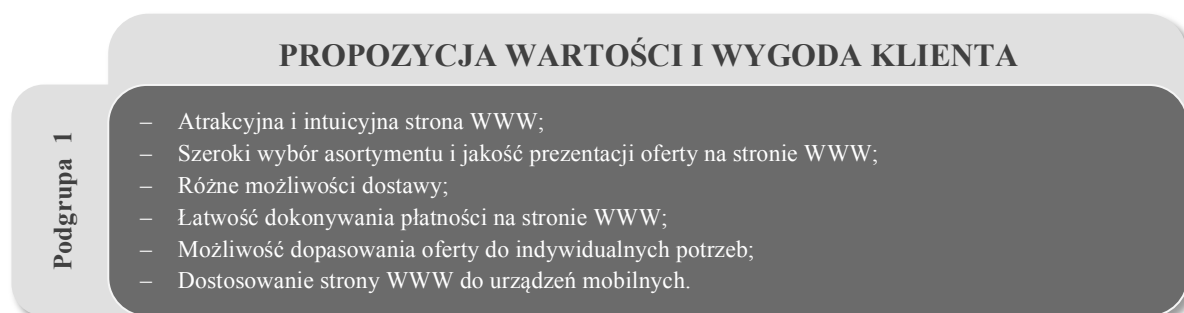 PROPOZYCJA WARTOŚCI I WYGODA KLIENTA
Podgrupa 1
– Atrakcyjna i intuicyjna strona WWW;
– Szeroki wybór asortymentu i jakość prezentacji oferty na stronie WWW;
– Różne możliwości dostawy;
– Łatwość dokonywania płatności na stronie WWW;
– Możliwość dopasowania oferty do indywidualnych potrzeb;
– Dostosowanie strony WWW do urządzeń mobilnych.